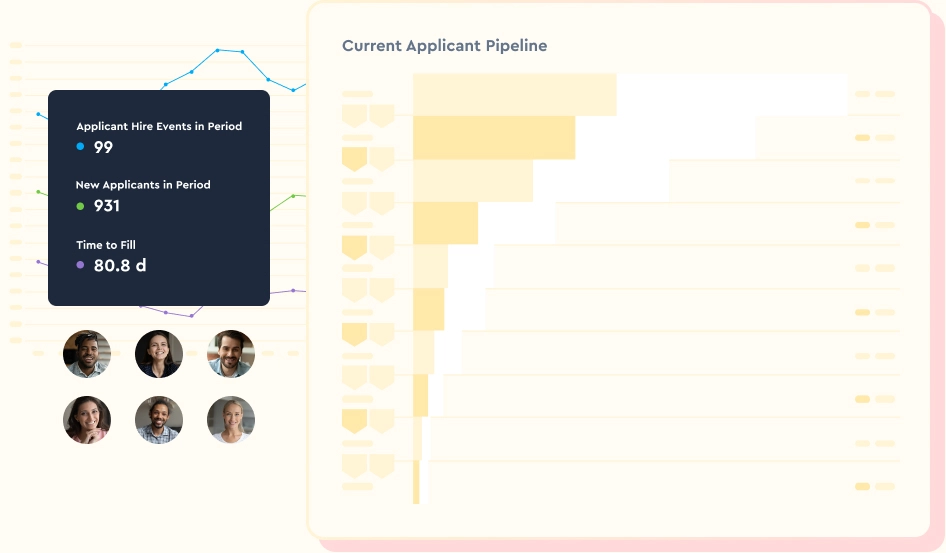 Current Applicant Pipeline
Applicant Hire Events in Period
99
New Applicants in Period
931
Time to Fill
80.8 d